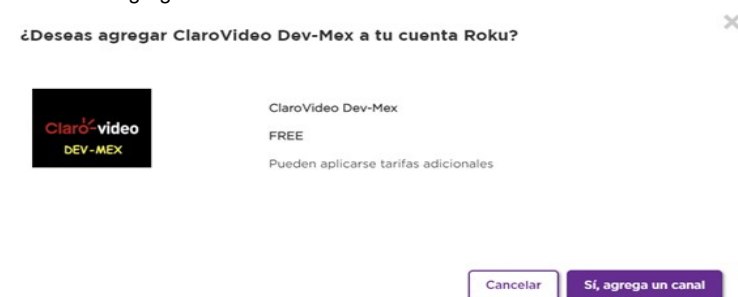 ¿Deseas agregar ClaroVideo Dev-Mex a tu cuenta Roku?
×
Claro-video
DEV-MEX
ClaroVideo Dev-Mex
FREE
Pueden aplicarse tarifas adicionales
Cancelar
Sí, agrega un canal